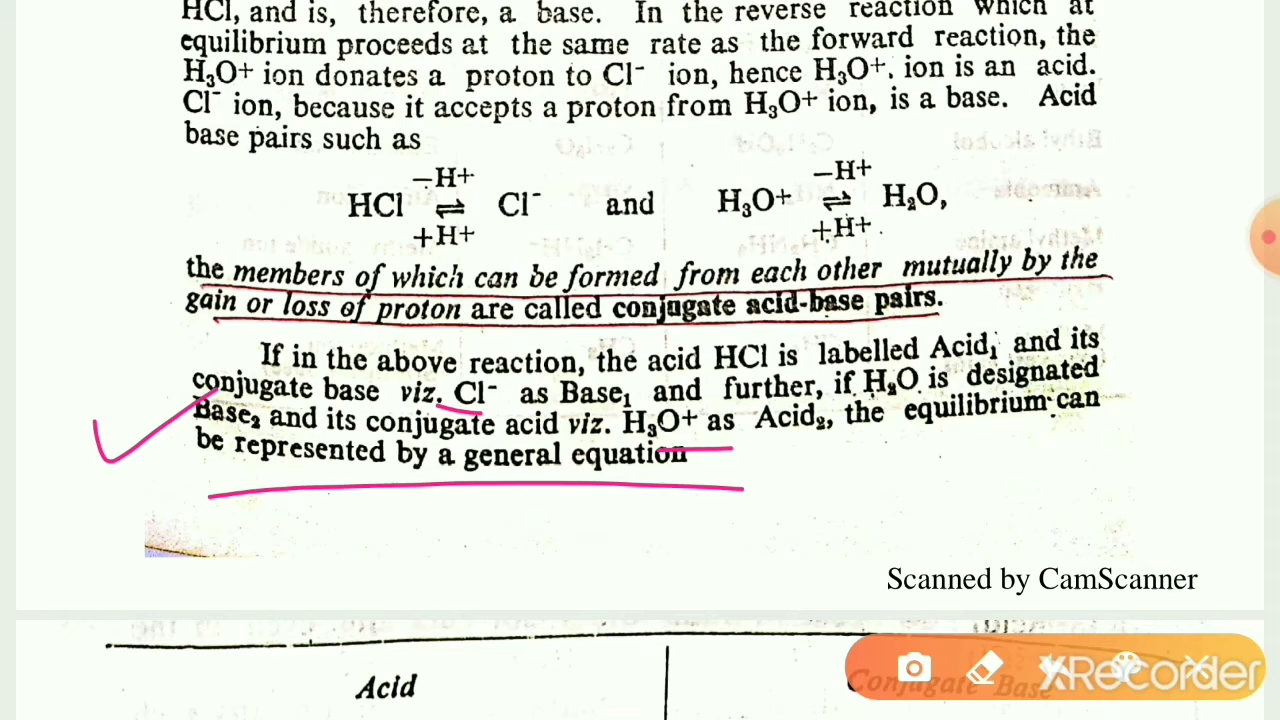 HCl, and is, therefore, a base. In the reverse reaction which at
equilibrium proceeds at the same rate as the forward reaction, the
H₃O⁺ ion donates a proton to Cl⁻ ion, hence H₃O⁺. ion is an acid.
Cl⁻ ion, because it accepts a proton from H₃O⁺ ion, is a base. Acid
base pairs such as
−H+ −H+
HCl ⇌ Cl⁻ and H₃O⁺ ⇌ H₂O,
+H+ +H+
the members of which can be formed from each other mutually by the
gain or loss of proton are called conjugate acid-base pairs.
If in the above reaction, the acid HCl is labelled Acid₁ and its
conjugate base viz. Cl⁻ as Base₁ and further, if H₂O is designated
Base₂ and its conjugate acid viz. H₃O⁺ as Acid₂, the equilibrium can
be represented by a general equation
Scanned by CamScanner
Acid Conjugate Base
XRecorder